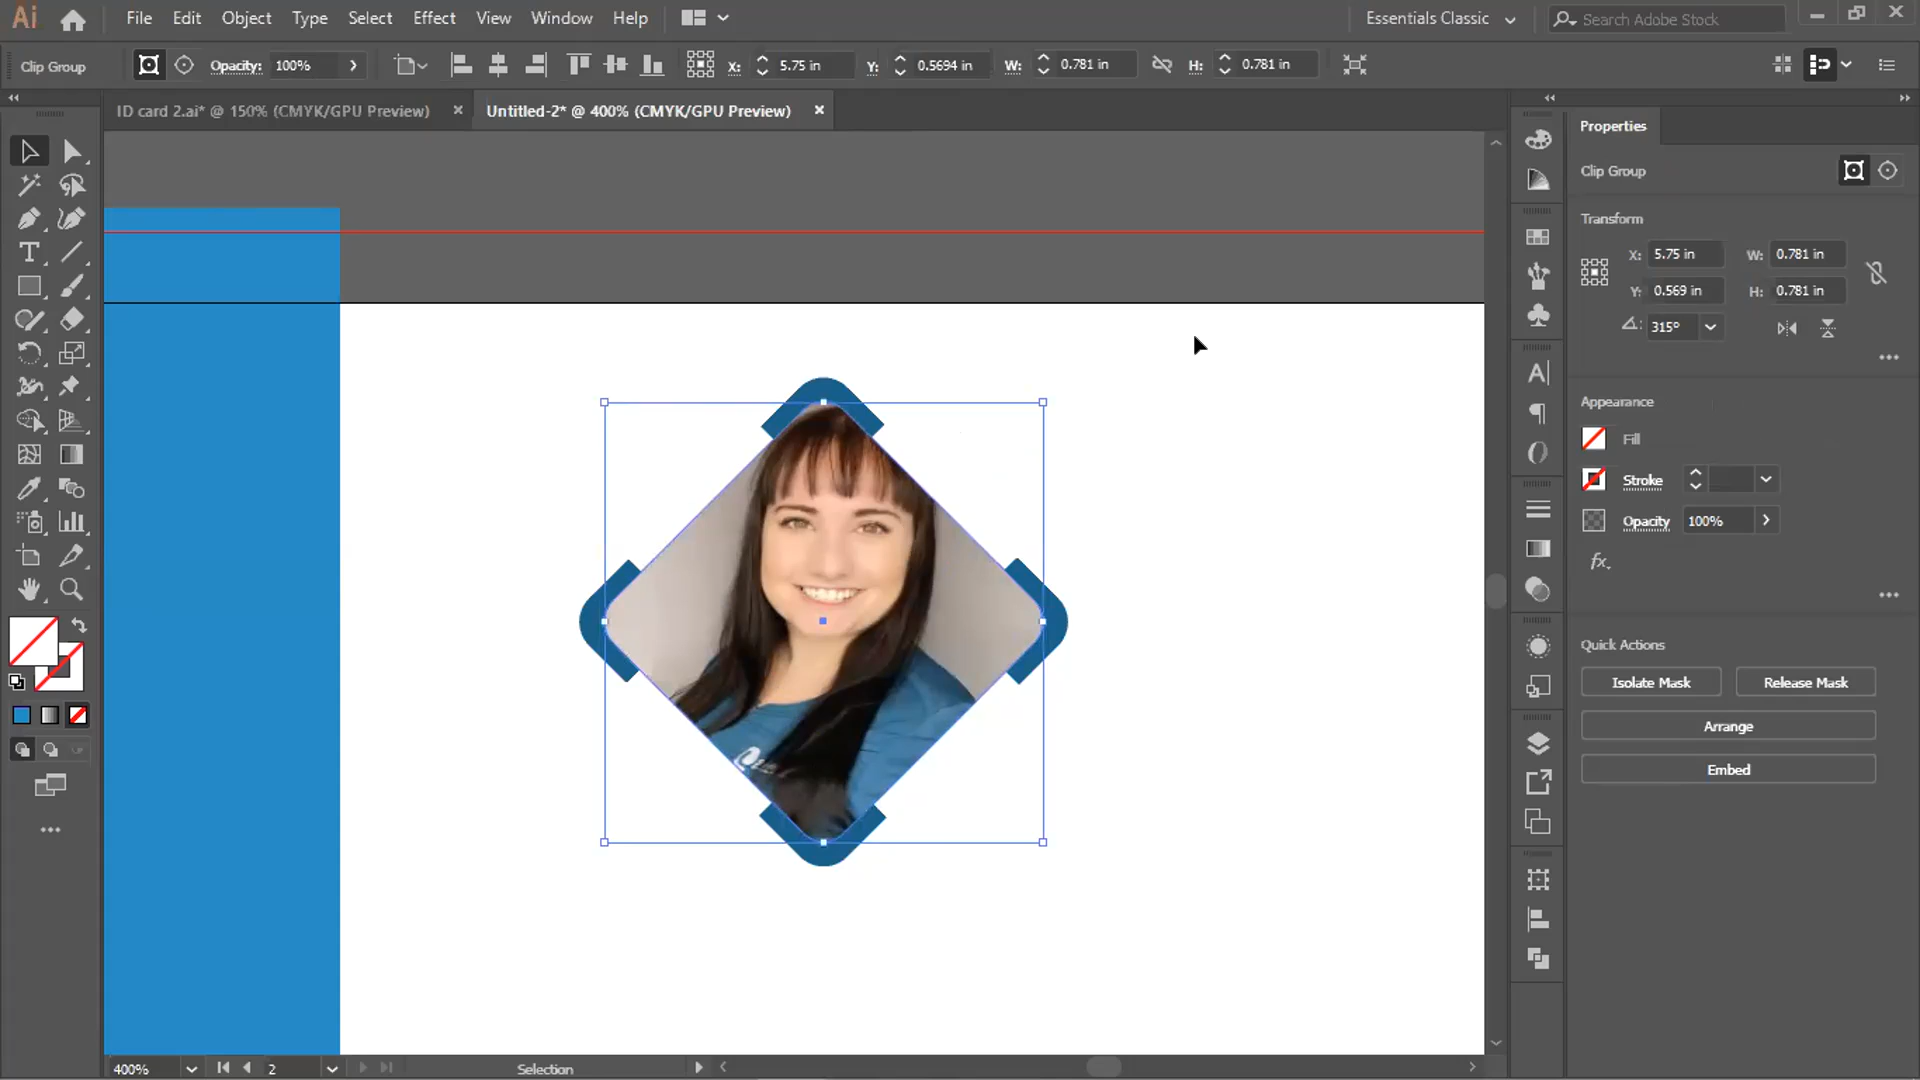 Ai File Edit Object Type Select Effect View Window Help Essentials Classic Search Adobe Stock
Clip Group Opacity: 100% X: 5.75 in Y: 0.5694 in W: 0.781 in H: 0.781 in
ID card 2.ai* @ 150% (CMYK/GPU Preview) Untitled-2* @ 400% (CMYK/GPU Preview)
Properties
Clip Group
Transform
X: 5.75 in W: 0.781 in
Y: 0.569 in H: 0.781 in
315°
Appearance
Fill
Stroke
Opacity 100%
fx.
Quick Actions
Isolate Mask Release Mask
Arrange
Embed
400% 2 Selection